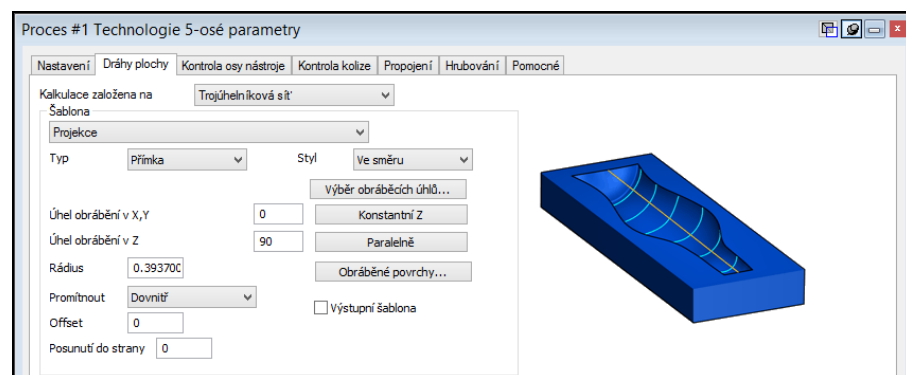 Proces #1 Technologie 5-osé parametry
Nastavení Dráhy plochy Kontrola osy nástroje Kontrola kolize Propojení Hrubování Pomocné
Kalkulace založena na Trojúhelníková síť
Šablona
Projekce
Typ Přímka Styl Ve směru
Výběr obráběcích úhlů...
Úhel obrábění v X,Y 0 Konstantní Z
Úhel obrábění v Z 90 Paralelně
Rádius 0.39370C Obráběné povrchy...
Promítnout Dovnitř
Výstupní šablona
Offset 0
Posunutí do strany 0